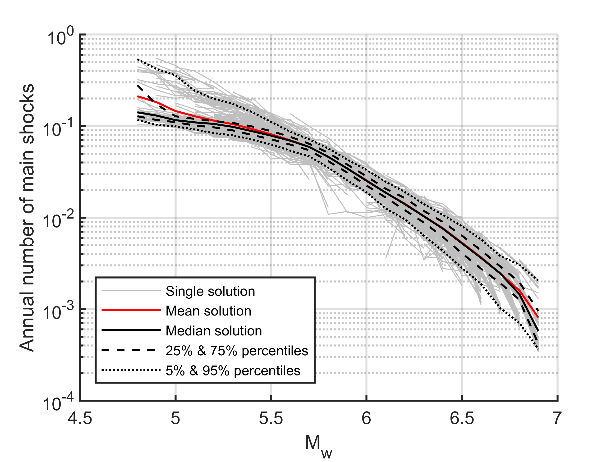 Annual number of main shocks
10^0
10^-1
10^-2
10^-3
10^-4
Single solution
Mean solution
Median solution
25% & 75% percentiles
5% & 95% percentiles
4.5 5 5.5 6 6.5 7
M_w